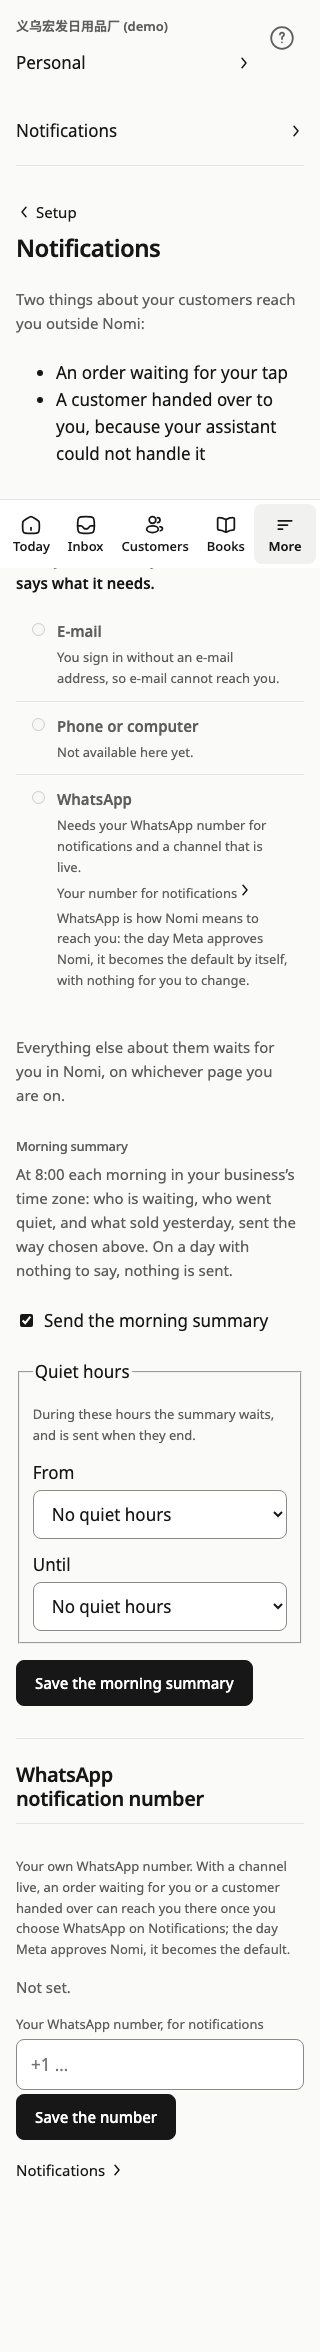 义乌宏发日用品厂 (demo)
Personal
Notifications
Setup
Notifications
Two things about your customers reach
you outside Nomi:
An order waiting for your tap
A customer handed over to
you, because your assistant
could not handle it
Today
Inbox
Customers
Books
More
says what it needs.
E-mail
You sign in without an e-mail
address, so e-mail cannot reach you.
Phone or computer
Not available here yet.
WhatsApp
Needs your WhatsApp number for
notifications and a channel that is
live.
Your number for notifications
WhatsApp is how Nomi means to
reach you: the day Meta approves
Nomi, it becomes the default by itself,
with nothing for you to change.
Everything else about them waits for
you in Nomi, on whichever page you
are on.
Morning summary
At 8:00 each morning in your business’s
time zone: who is waiting, who went
quiet, and what sold yesterday, sent the
way chosen above. On a day with
nothing to say, nothing is sent.
Send the morning summary
Quiet hours
During these hours the summary waits,
and is sent when they end.
From
No quiet hours
Until
No quiet hours
Save the morning summary
WhatsApp
notification number
Your own WhatsApp number. With a channel
live, an order waiting for you or a customer
handed over can reach you there once you
choose WhatsApp on Notifications; the day
Meta approves Nomi, it becomes the default.
Not set.
Your WhatsApp number, for notifications
+1 ...
Save the number
Notifications